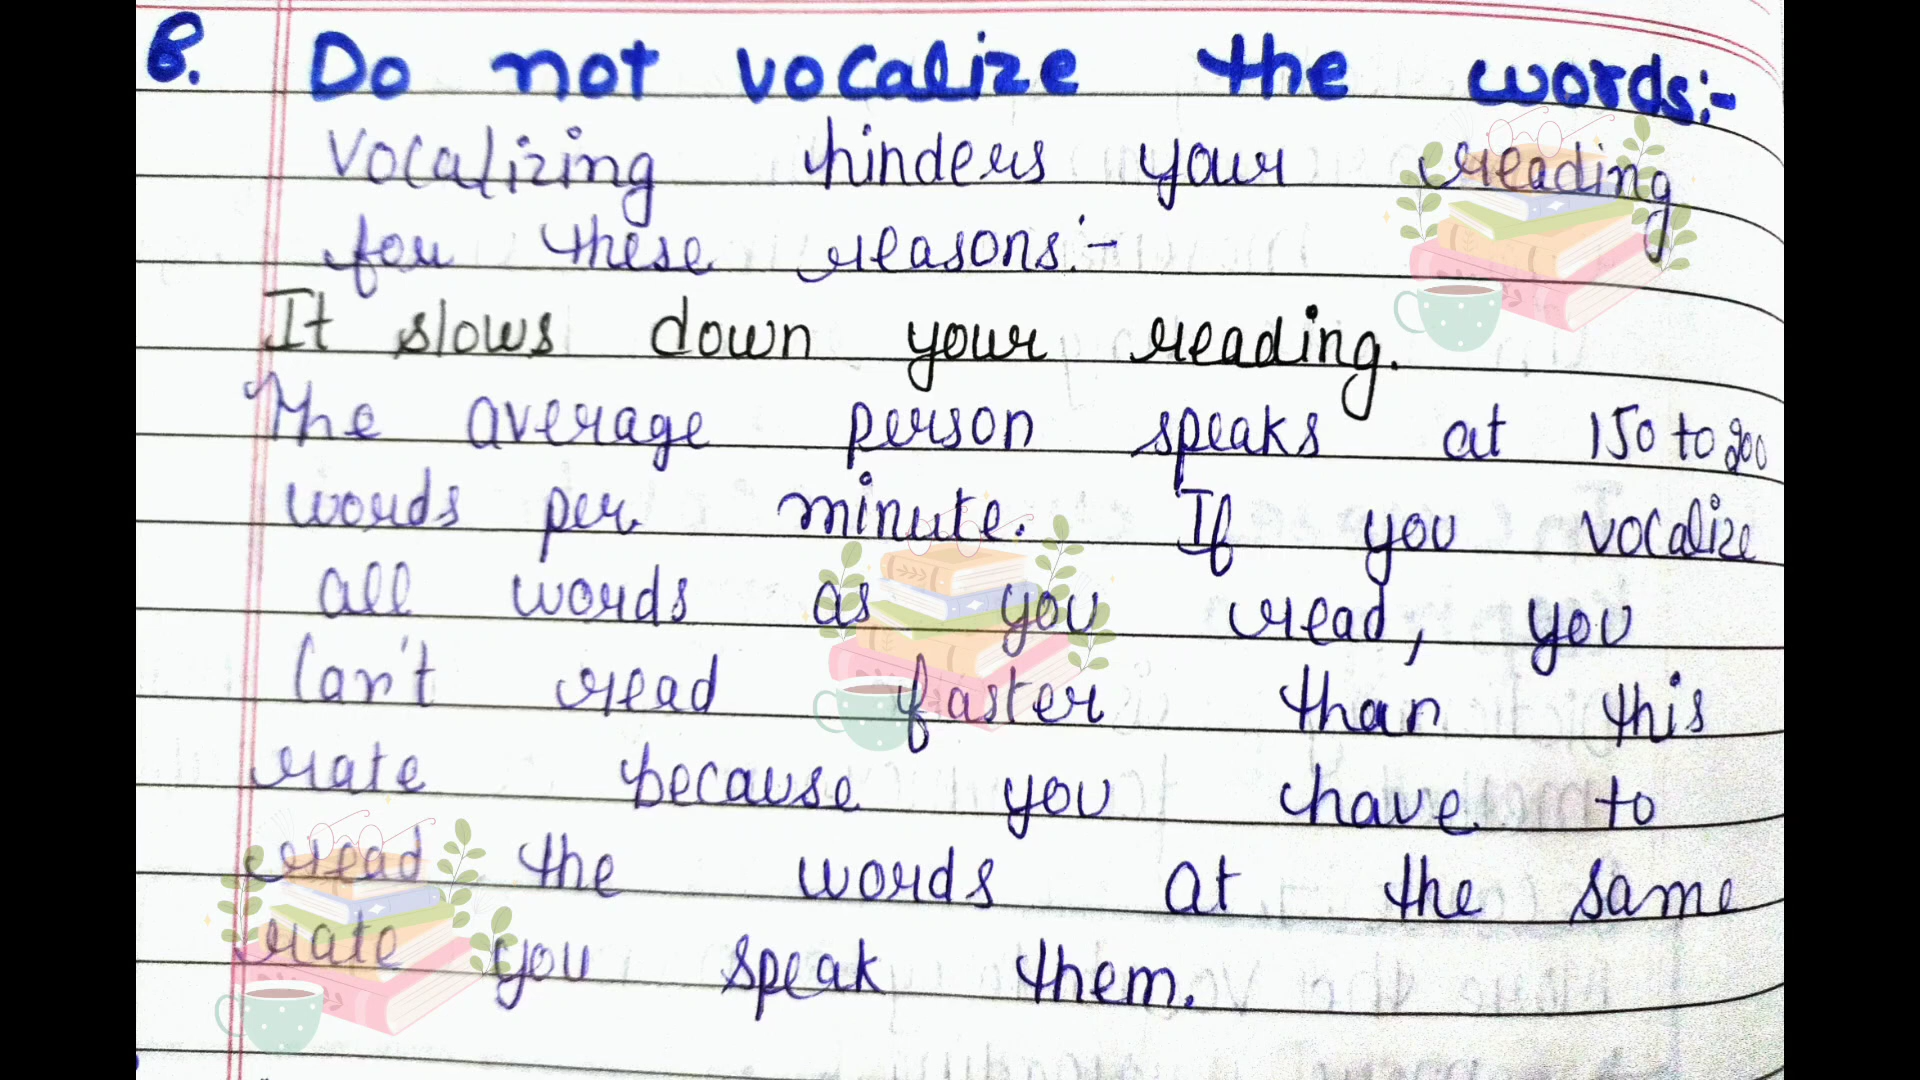 8. Do not vocalize the words:-
Vocalizing hinders your reading
for these reasons:-
It slows down your reading.
The average person speaks at 150 to 200
words per minute. If you vocalize
all words as you read, you
can't read faster than this
rate because you have to
read the words at the same
rate you speak them.